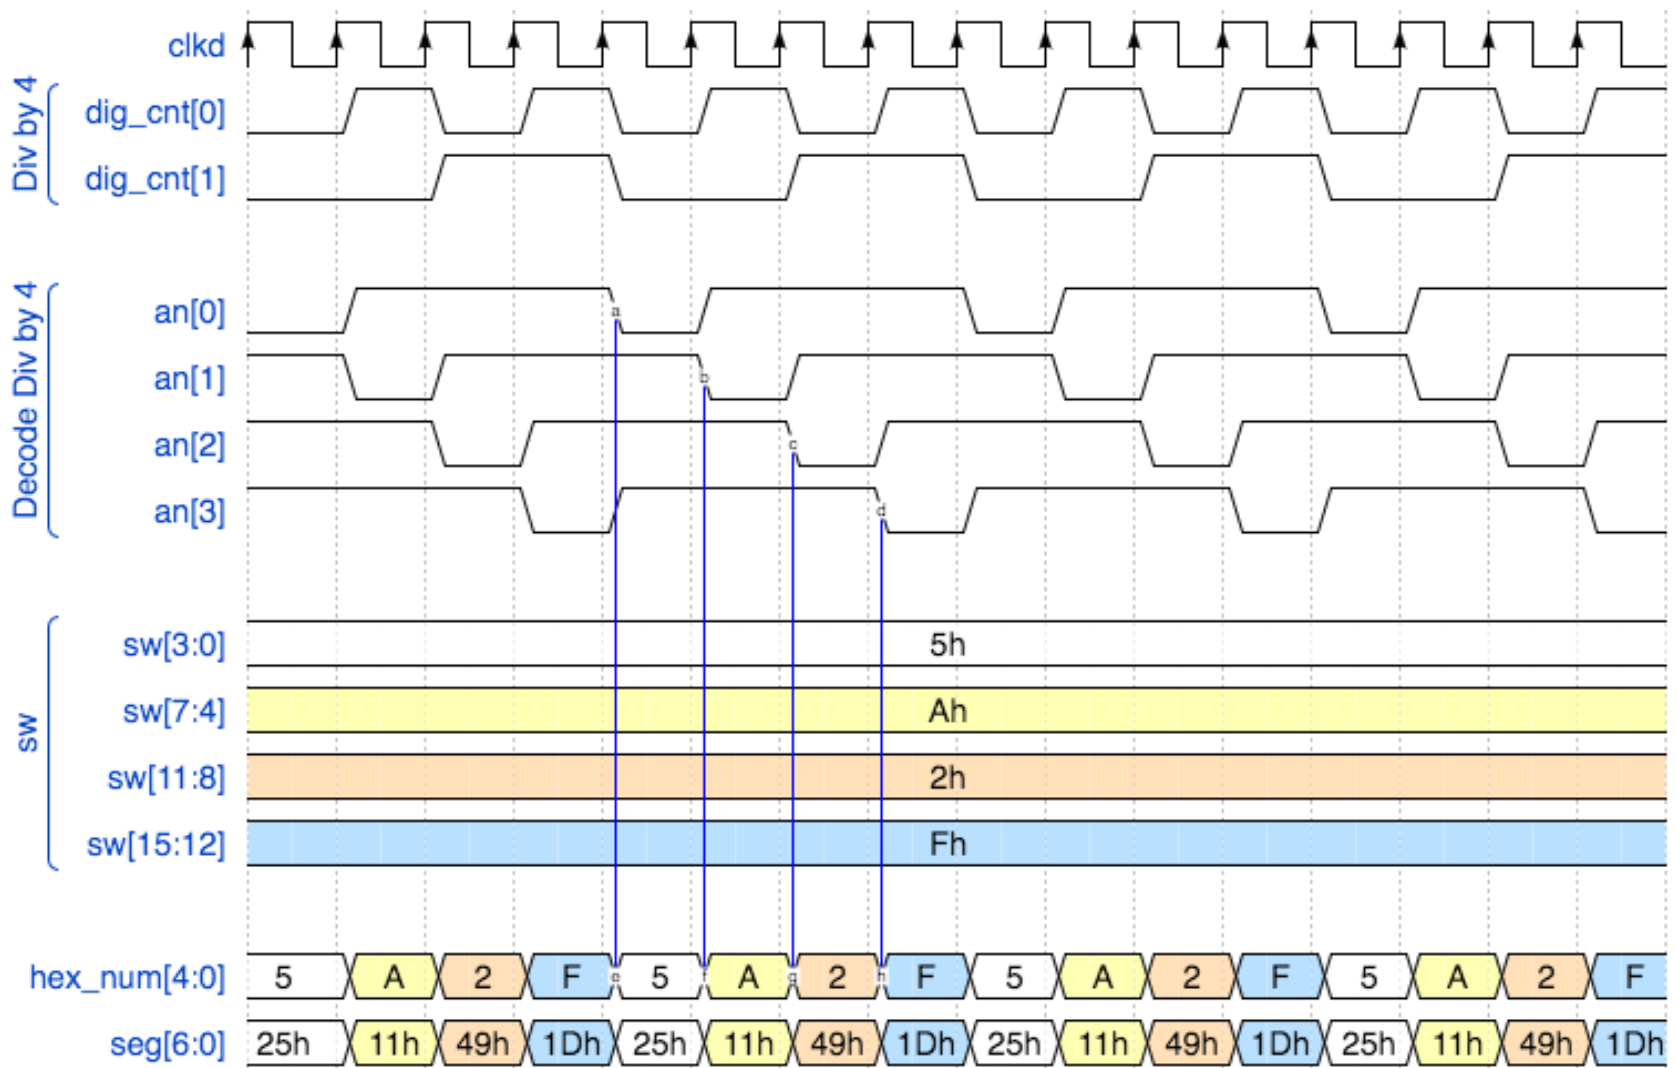 clkd
Div by 4
dig_cnt[0]
dig_cnt[1]
Decode Div by 4
an[0] a
an[1] b
an[2] c
an[3] d
sw
sw[3:0] 5h
sw[7:4] Ah
sw[11:8] 2h
sw[15:12] Fh
hex_num[4:0] 5 A 2 F e 5 f A g 2 h F 5 A 2 F 5 A 2 F
seg[6:0] 25h 11h 49h 1Dh 25h 11h 49h 1Dh 25h 11h 49h 1Dh 25h 11h 49h 1Dh